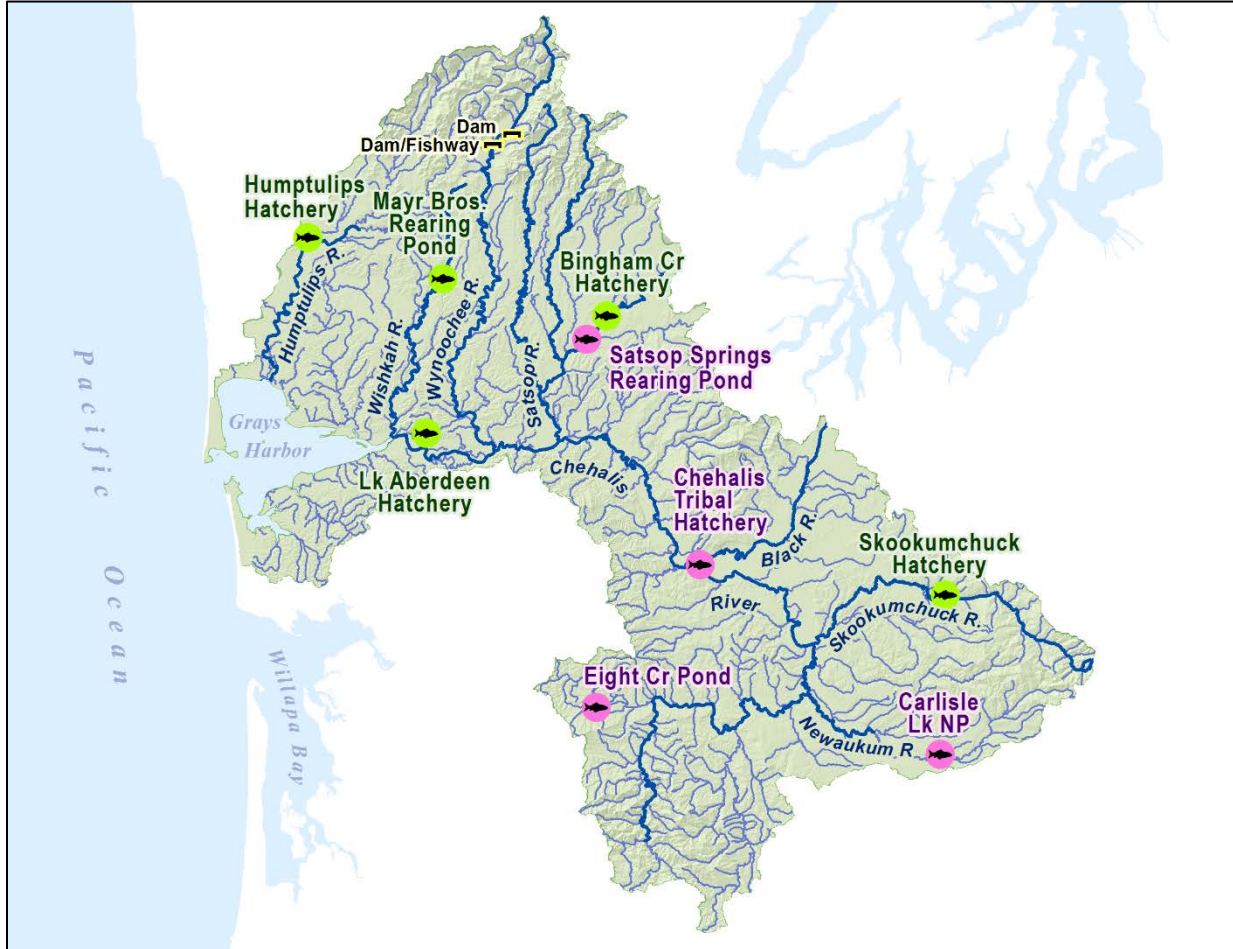 Dam
Dam/Fishway
Humptulips
Hatchery
Mayr Bros.
Rearing
Pond
Bingham Cr
Hatchery
Humptulips R.
Wishkah R.
Wynoochee R.
Satsop R.
Satsop Springs
Rearing Pond
Pacific Ocean
Grays
Harbor
Lk Aberdeen
Hatchery
Chehalis
Chehalis
Tribal
Hatchery
Black R.
River
Skookumchuck
Hatchery
Skookumchuck R.
Willapa Bay
Eight Cr Pond
Carlisle
Lk NP
Newaukum R